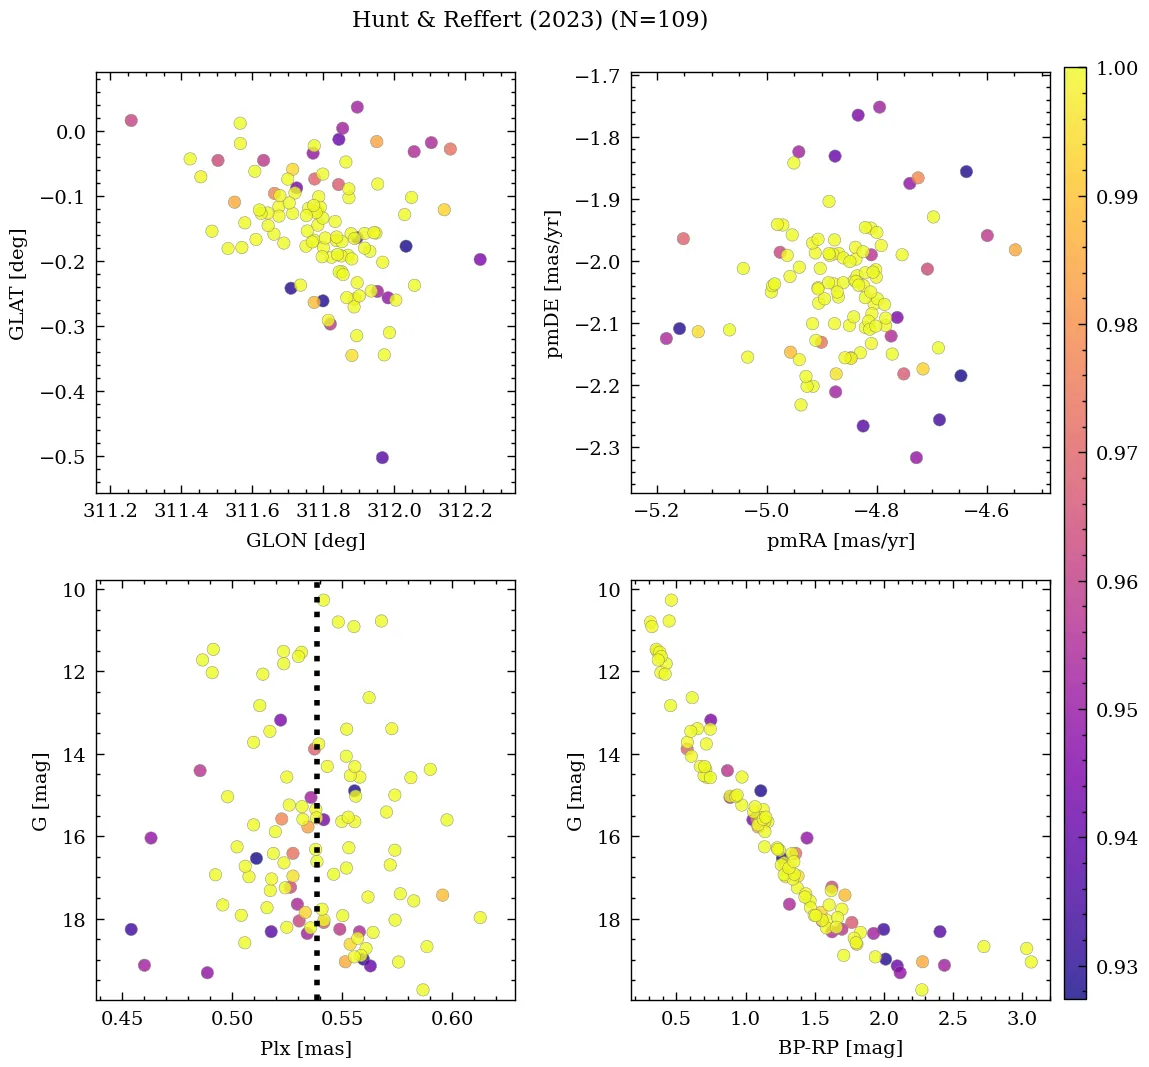 Hunt & Reffert (2023) (N=109)
0.0
−0.1
−0.2
−0.3
−0.4
−0.5
GLAT [deg]
311.2 311.4 311.6 311.8 312.0 312.2
GLON [deg]
−1.7
−1.8
−1.9
−2.0
−2.1
−2.2
−2.3
pmDE [mas/yr]
−5.2 −5.0 −4.8 −4.6
pmRA [mas/yr]
10
12
14
16
18
G [mag]
0.45 0.50 0.55 0.60
Plx [mas]
10
12
14
16
18
G [mag]
0.5 1.0 1.5 2.0 2.5 3.0
BP-RP [mag]
1.00
0.99
0.98
0.97
0.96
0.95
0.94
0.93